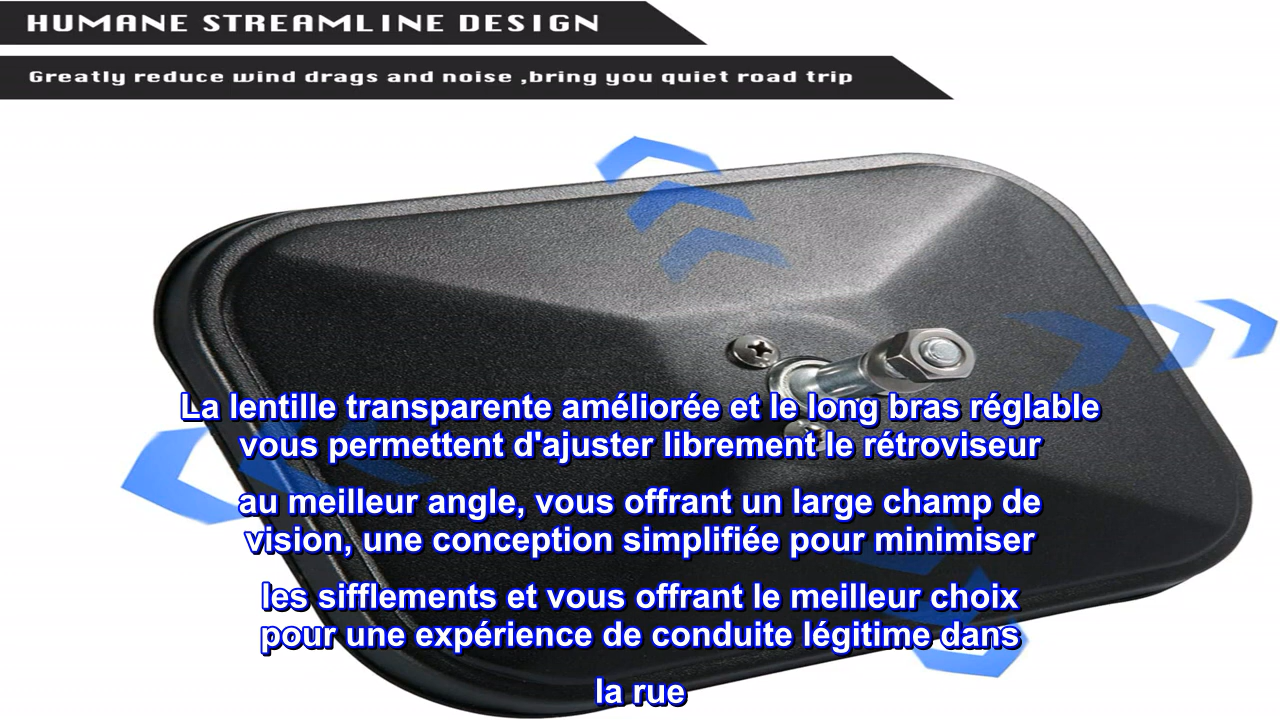 HUMANE STREAMLINE DESIGN
Greatly reduce wind drags and noise ,bring you quiet road trip
La lentille transparente améliorée et le long bras réglable
vous permettent d'ajuster librement le rétroviseur
au meilleur angle, vous offrant un large champ de
vision, une conception simplifiée pour minimiser
les sifflements et vous offrant le meilleur choix
pour une expérience de conduite légitime dans
la rue